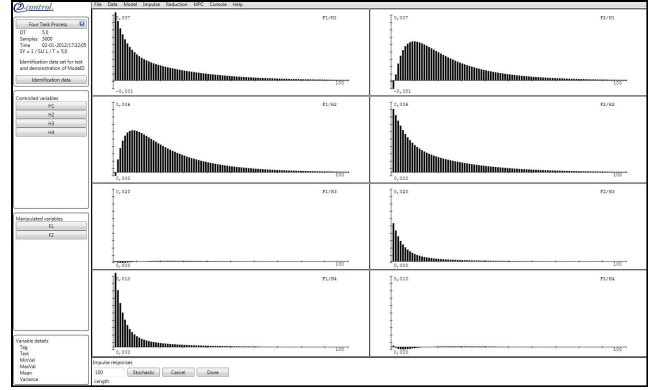 2-control.
File Data Model Impulse Reduction MPC Console Help
Four Tank Process
DT 5,0
Samples 3000
Time 02-01-2012/17:22:05
SY = 1 / SU 1 / T = 5,0
Identification data set for test
and demonstration of ModelID
Identification data
Controlled variables
H1
H2
H3
H4
Manipulated variables
F1
F2
Variable details
Tag
Text
MinVal
MaxVal
Mean
Variance
0,007 F1/H1
100
-0,001
0,007 F2/H1
100
-0,001
0,006 F1/H2
100
0,000
0,006 F2/H2
100
0,000
0,020 F1/H3
100
0,000
0,020 F2/H3
100
0,000
0,010 F1/H4
100
0,000
0,010 F2/H4
100
0,000
Impulse responses
100 Stochastic Cancel Done
Length